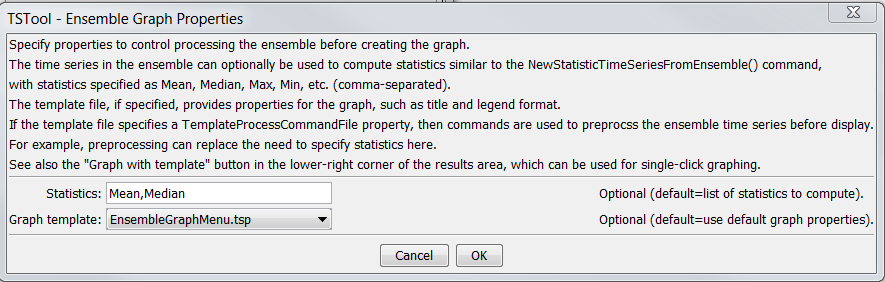 TSTool - Ensemble Graph Properties
Specify properties to control processing the ensemble before creating the graph.
The time series in the ensemble can optionally be used to compute statistics similar to the NewStatisticTimeSeriesFromEnsemble() command,
with statistics specified as Mean, Median, Max, Min, etc. (comma-separated).
The template file, if specified, provides properties for the graph, such as title and legend format.
If the template file specifies a TemplateProcessCommandFile property, then commands are used to preprocss the ensemble time series before display.
For example, preprocessing can replace the need to specify statistics here.
See also the "Graph with template" button in the lower-right corner of the results area, which can be used for single-click graphing.
Statistics: Mean,Median Optional (default=list of statistics to compute).
Graph template: EnsembleGraphMenu.tsp Optional (default=use default graph properties).
Cancel OK